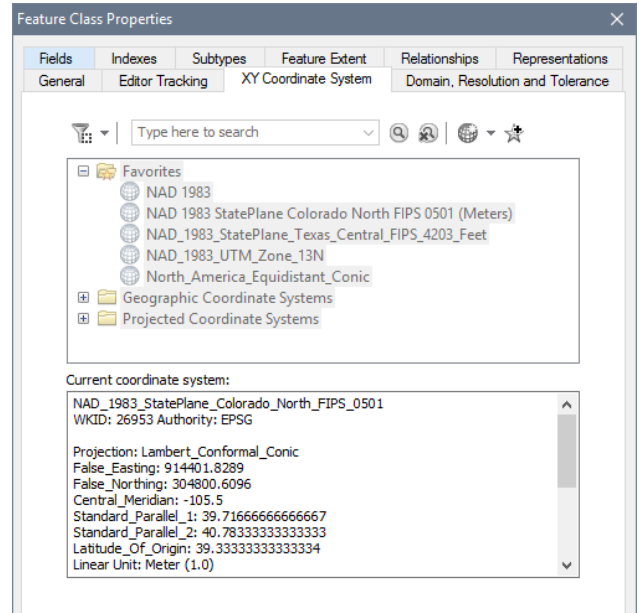 Feature Class Properties
Fields Indexes Subtypes Feature Extent Relationships Representations
General Editor Tracking XY Coordinate System Domain, Resolution and Tolerance
Type here to search
Favorites
NAD 1983
NAD 1983 StatePlane Colorado North FIPS 0501 (Meters)
NAD_1983_StatePlane_Texas_Central_FIPS_4203_Feet
NAD_1983_UTM_Zone_13N
North_America_Equidistant_Conic
Geographic Coordinate Systems
Projected Coordinate Systems
Current coordinate system:
NAD_1983_StatePlane_Colorado_North_FIPS_0501
WKID: 26953 Authority: EPSG
Projection: Lambert_Conformal_Conic
False_Easting: 914401.8289
False_Northing: 304800.6096
Central_Meridian: -105.5
Standard_Parallel_1: 39.71666666666667
Standard_Parallel_2: 40.78333333333333
Latitude_Of_Origin: 39.33333333333334
Linear Unit: Meter (1.0)